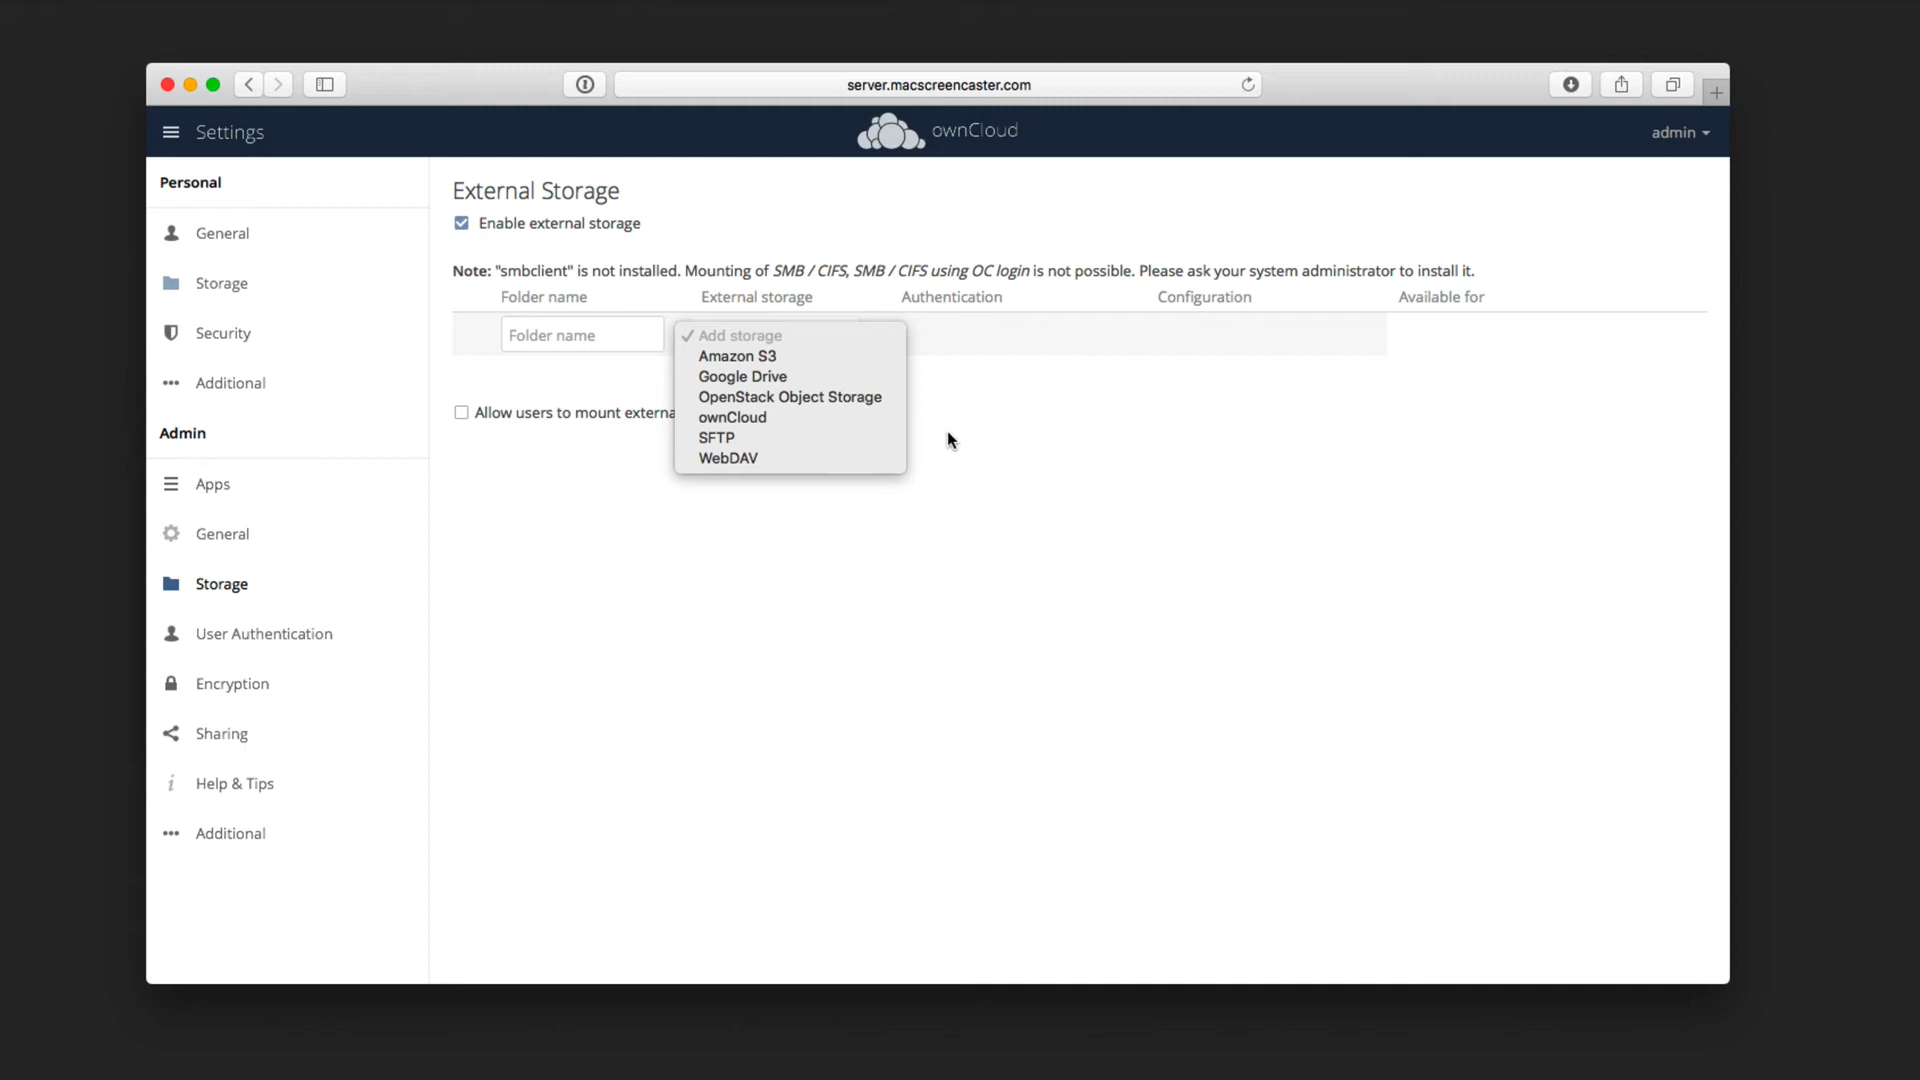 server.macscreencaster.com
Settings
ownCloud
admin
Personal
General
Storage
Security
Additional
Admin
Apps
General
Storage
User Authentication
Encryption
Sharing
Help & Tips
Additional
External Storage
Enable external storage
Note: "smbclient" is not installed. Mounting of SMB / CIFS, SMB / CIFS using OC login is not possible. Please ask your system administrator to install it.
Folder name External storage Authentication Configuration Available for
Folder name
Add storage
Amazon S3
Google Drive
OpenStack Object Storage
ownCloud
SFTP
WebDAV
Allow users to mount externa